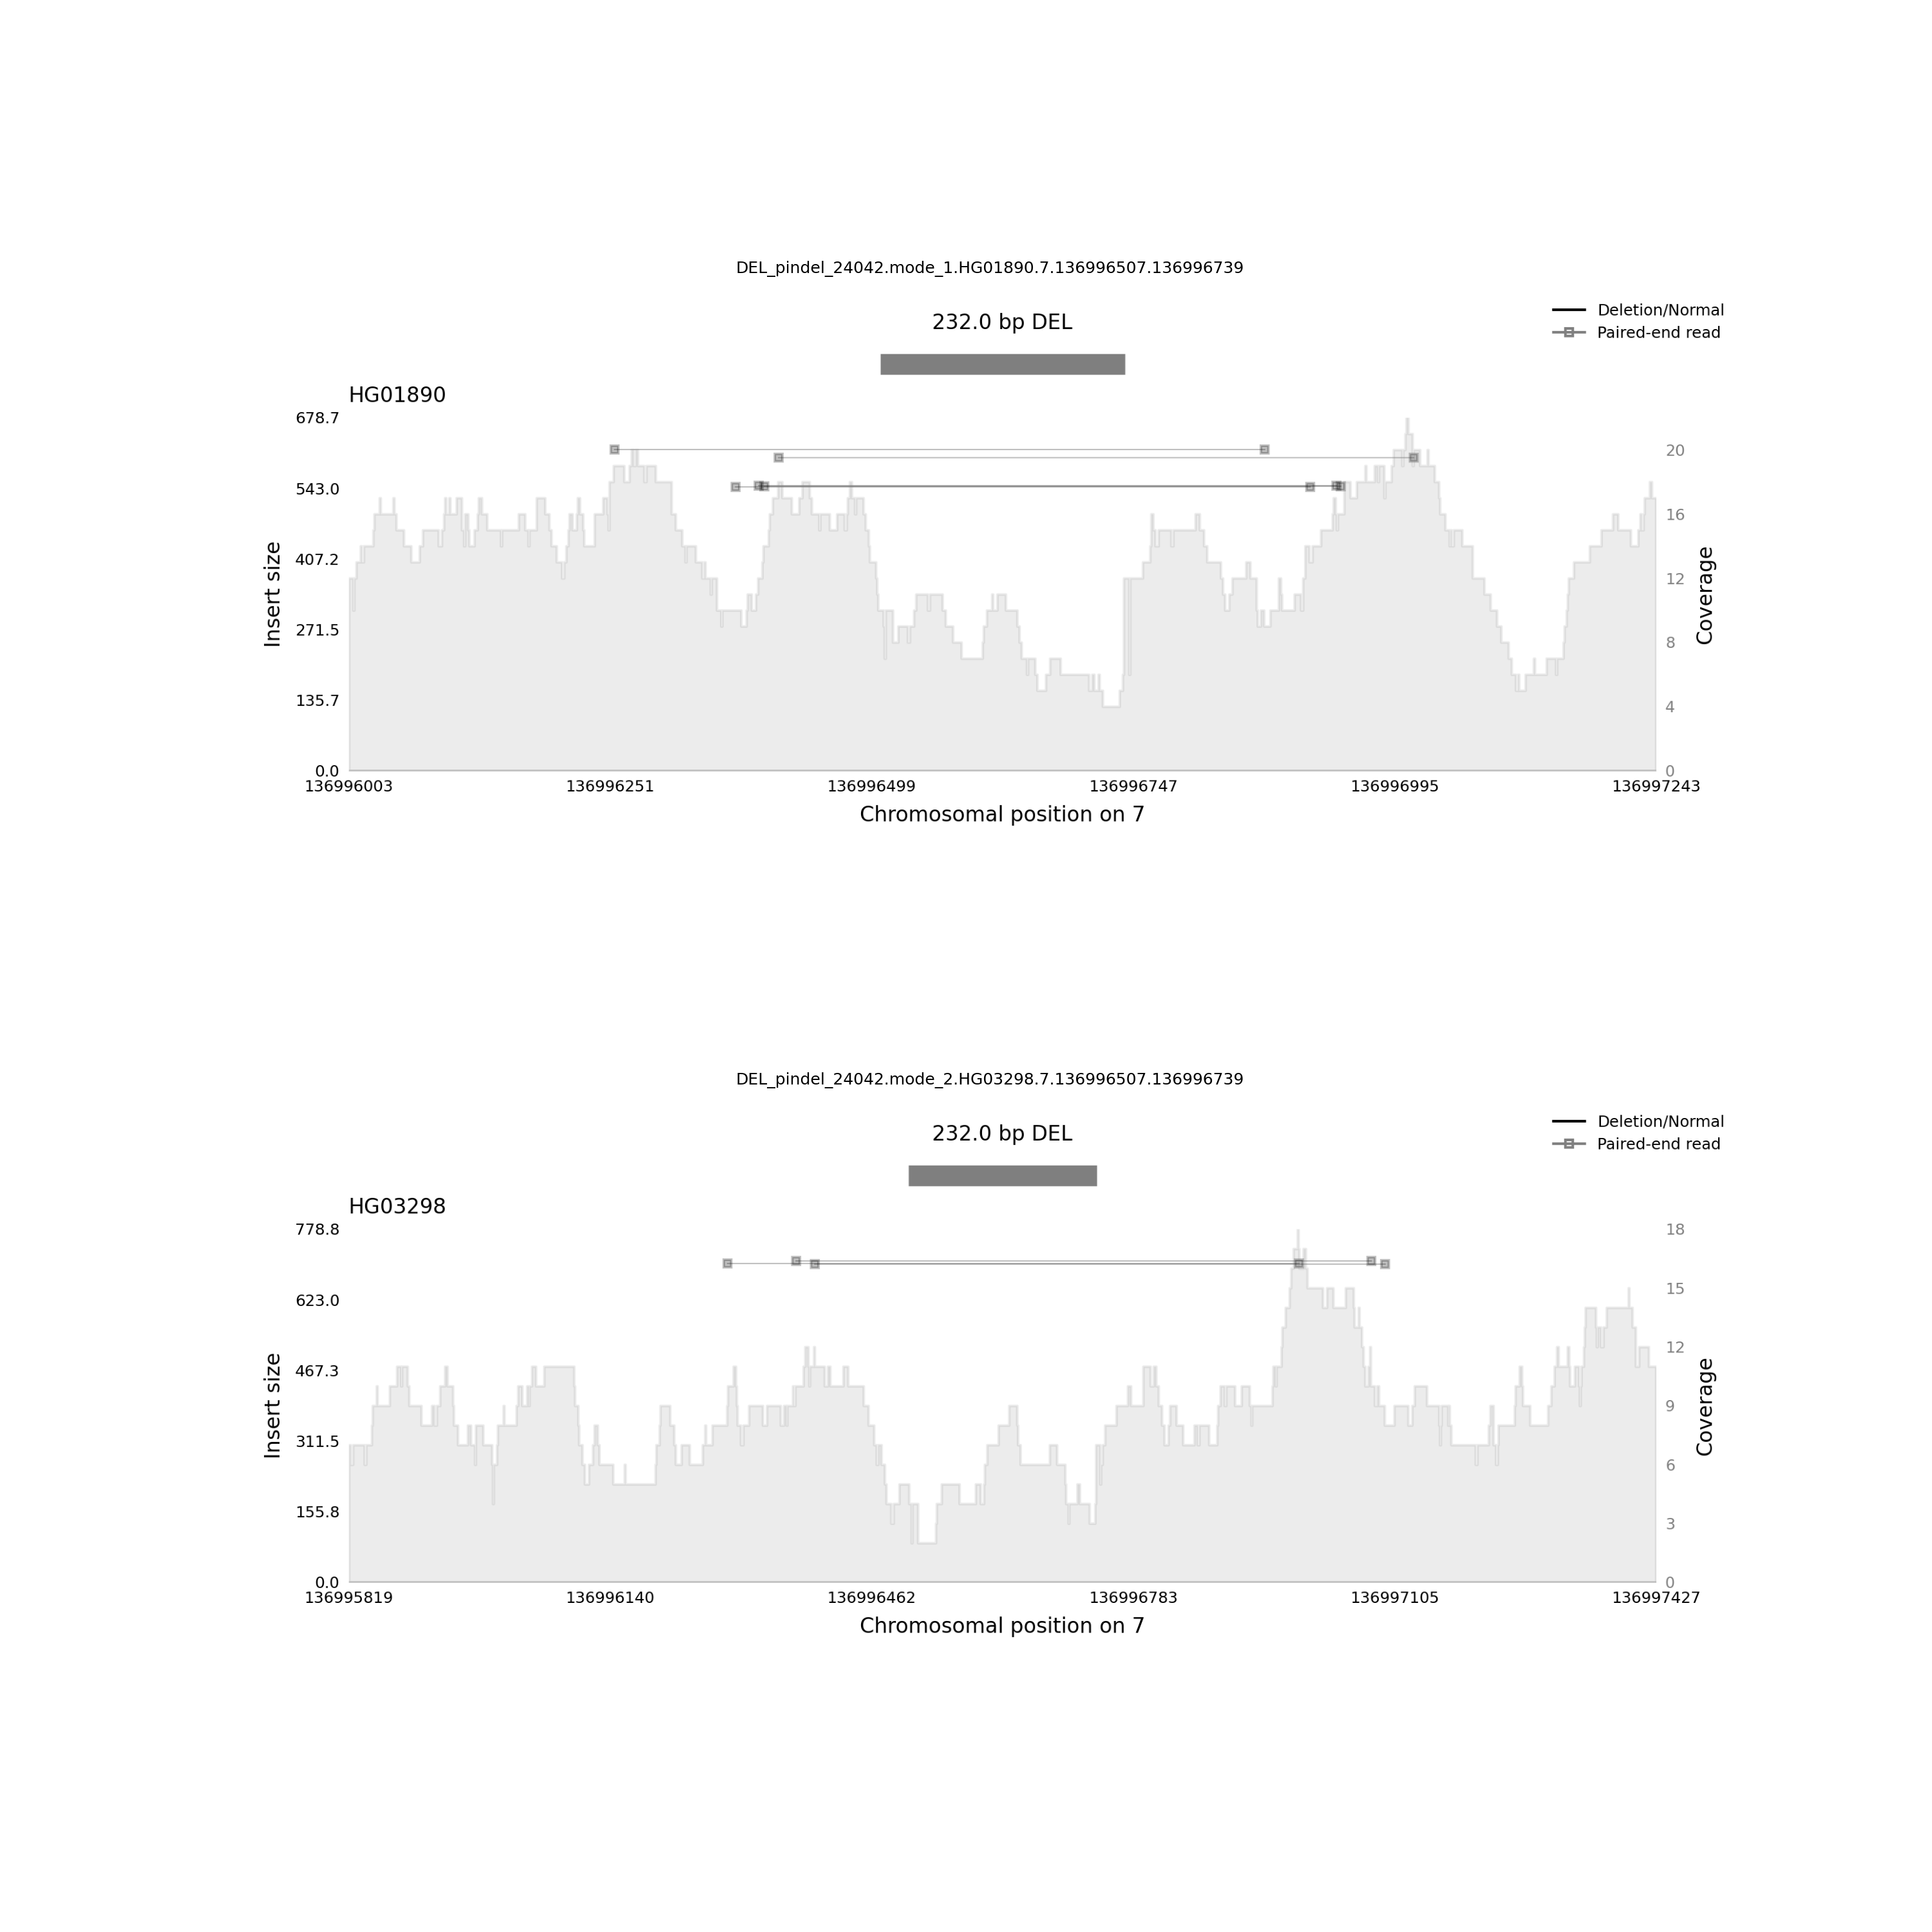 DEL_pindel_24042.mode_1.HG01890.7.136996507.136996739
232.0 bp DEL
Deletion/Normal
Paired-end read
HG01890
678.7
543.0
407.2
271.5
135.7
0.0
Insert size
20
16
12
8
4
0
Coverage
136996003 136996251 136996499 136996747 136996995 136997243
Chromosomal position on 7
DEL_pindel_24042.mode_2.HG03298.7.136996507.136996739
232.0 bp DEL
Deletion/Normal
Paired-end read
HG03298
778.8
623.0
467.3
311.5
155.8
0.0
Insert size
18
15
12
9
6
3
0
Coverage
136995819 136996140 136996462 136996783 136997105 136997427
Chromosomal position on 7